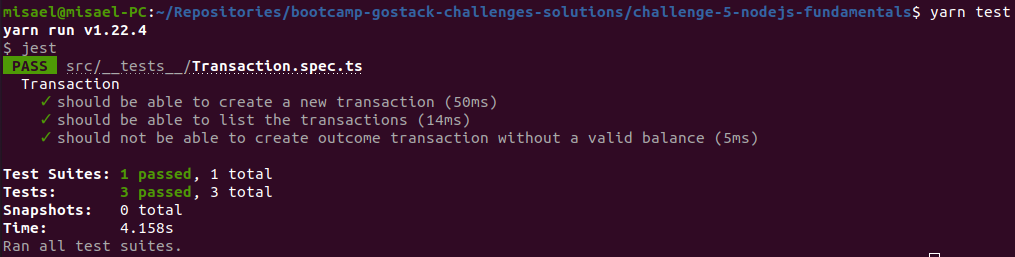 misael@misael-PC:~/Repositories/bootcamp-gostack-challenges-solutions/challenge-5-nodejs-fundamentals$ yarn test
yarn run v1.22.4
$ jest
PASS src/__tests__/Transaction.spec.ts
Transaction
✓ should be able to create a new transaction (50ms)
✓ should be able to list the transactions (14ms)
✓ should not be able to create outcome transaction without a valid balance (5ms)
Test Suites: 1 passed, 1 total
Tests: 3 passed, 3 total
Snapshots: 0 total
Time: 4.158s
Ran all test suites.